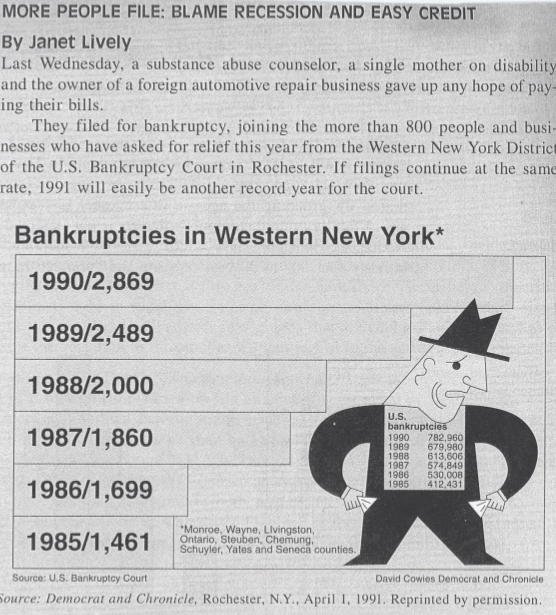 MORE PEOPLE FILE: BLAME RECESSION AND EASY CREDIT
By Janet Lively
Last Wednesday, a substance abuse counselor, a single mother on disability
and the owner of a foreign automotive repair business gave up any hope of pay-
ing their bills.
They filed for bankruptcy, joining the more than 800 people and busi-
nesses who have asked for relief this year from the Western New York District
of the U.S. Bankruptcy Court in Rochester. If filings continue at the same
rate, 1991 will easily be another record year for the court.
Bankruptcies in Western New York*
1990/2,869
1989/2,489
1988/2,000
1987/1,860
1986/1,699
1985/1,461
U.S.
bankruptcies
1990 782,960
1989 679,980
1988 613,606
1987 574,849
1986 530,008
1985 412,431
*Monroe, Wayne, Livingston,
Ontario, Steuben, Chemung,
Schuyler, Yates and Seneca counties.
Source: U.S. Bankruptcy Court
David Cowles Democrat and Chronicle
Source: Democrat and Chronicle, Rochester, N.Y., April 1, 1991. Reprinted by permission.